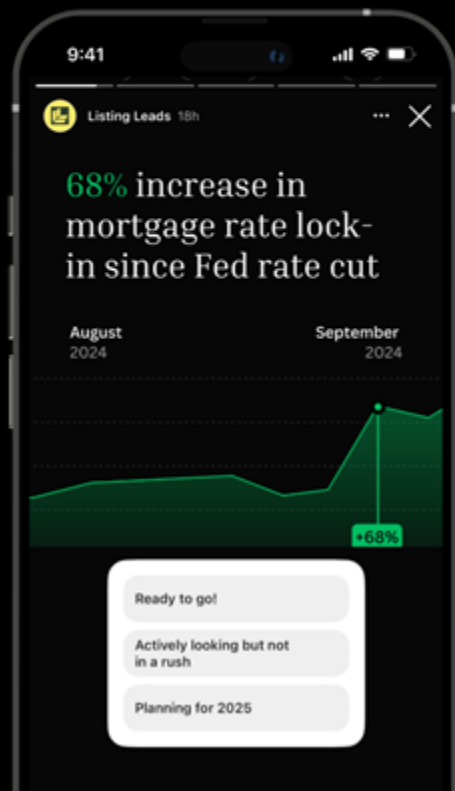 9:41
Listing Leads 18h
68% increase in
mortgage rate lock-
in since Fed rate cut
August September
2024 2024
+68%
Ready to go!
Actively looking but not
in a rush
Planning for 2025